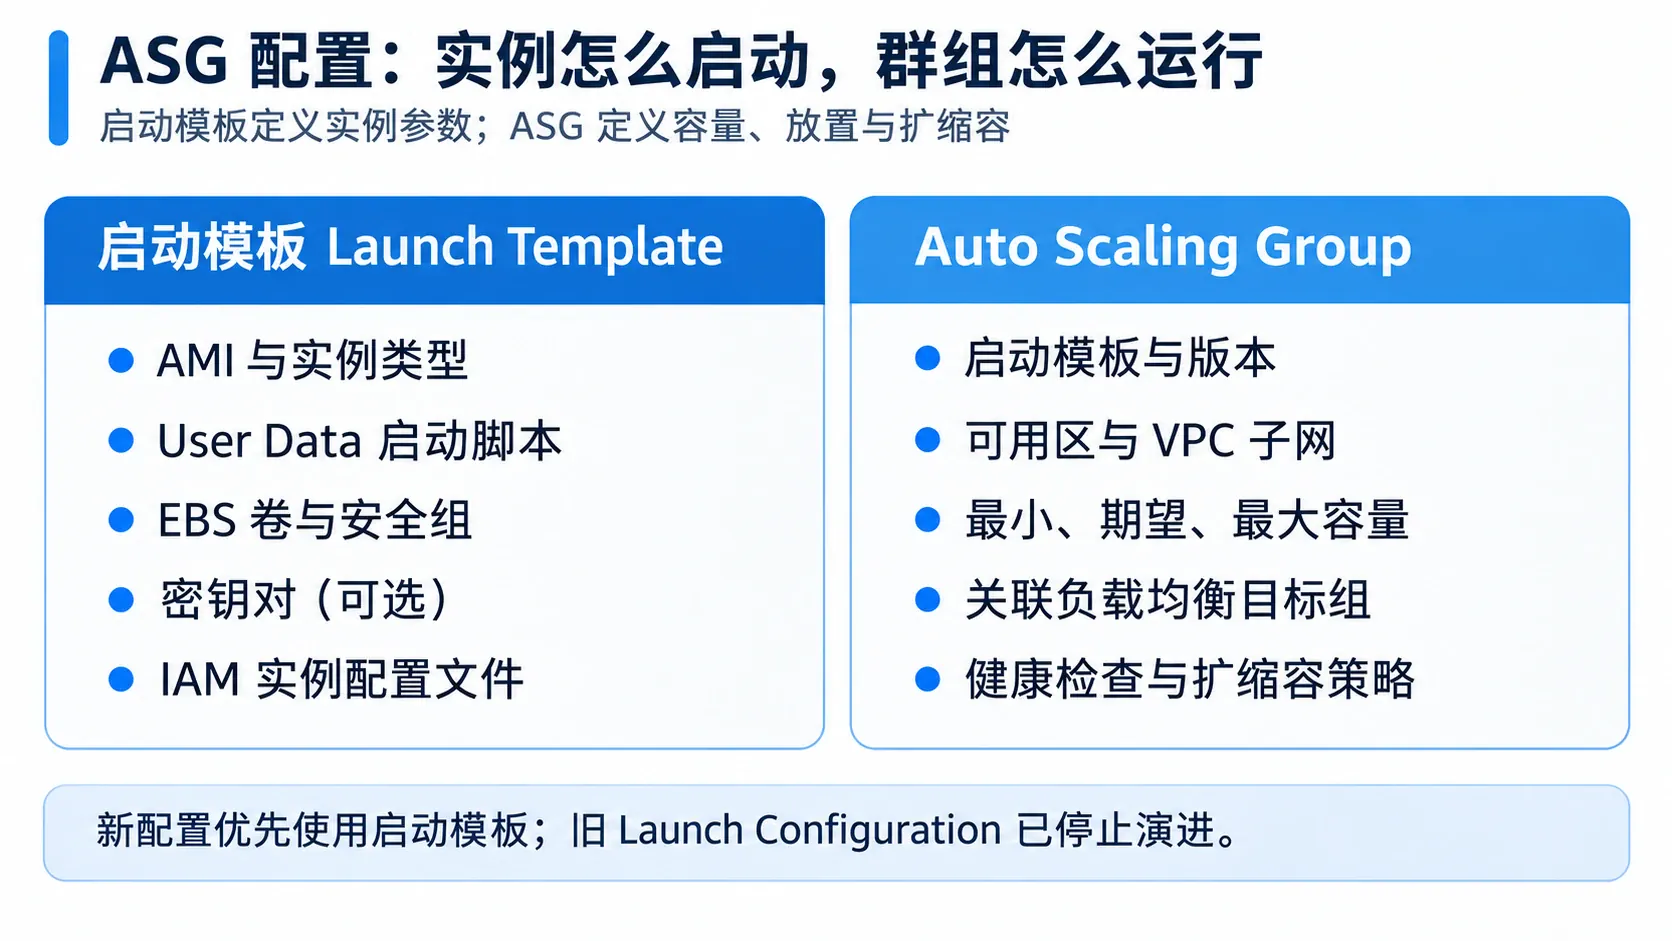 ASG 配置：实例怎么启动，群组怎么运行
启动模板定义实例参数；ASG 定义容量、放置与扩缩容
启动模板 Launch Template
AMI 与实例类型
User Data 启动脚本
EBS 卷与安全组
密钥对（可选）
IAM 实例配置文件
Auto Scaling Group
启动模板与版本
可用区与 VPC 子网
最小、期望、最大容量
关联负载均衡目标组
健康检查与扩缩容策略
新配置优先使用启动模板；旧 Launch Configuration 已停止演进。